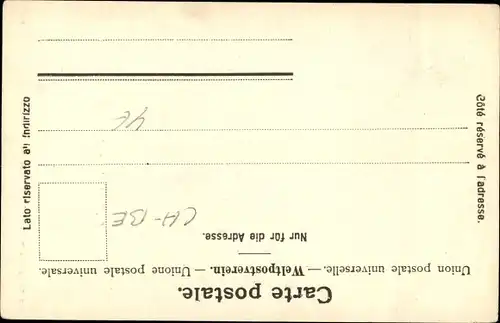 Carte postale.
Union postale universelle. — Weltpostverein. — Unione postale universale.
Nur für die Adresse.
CH-BE
Côté réservé à l'adresse.
Lato riservato all'indirizzo